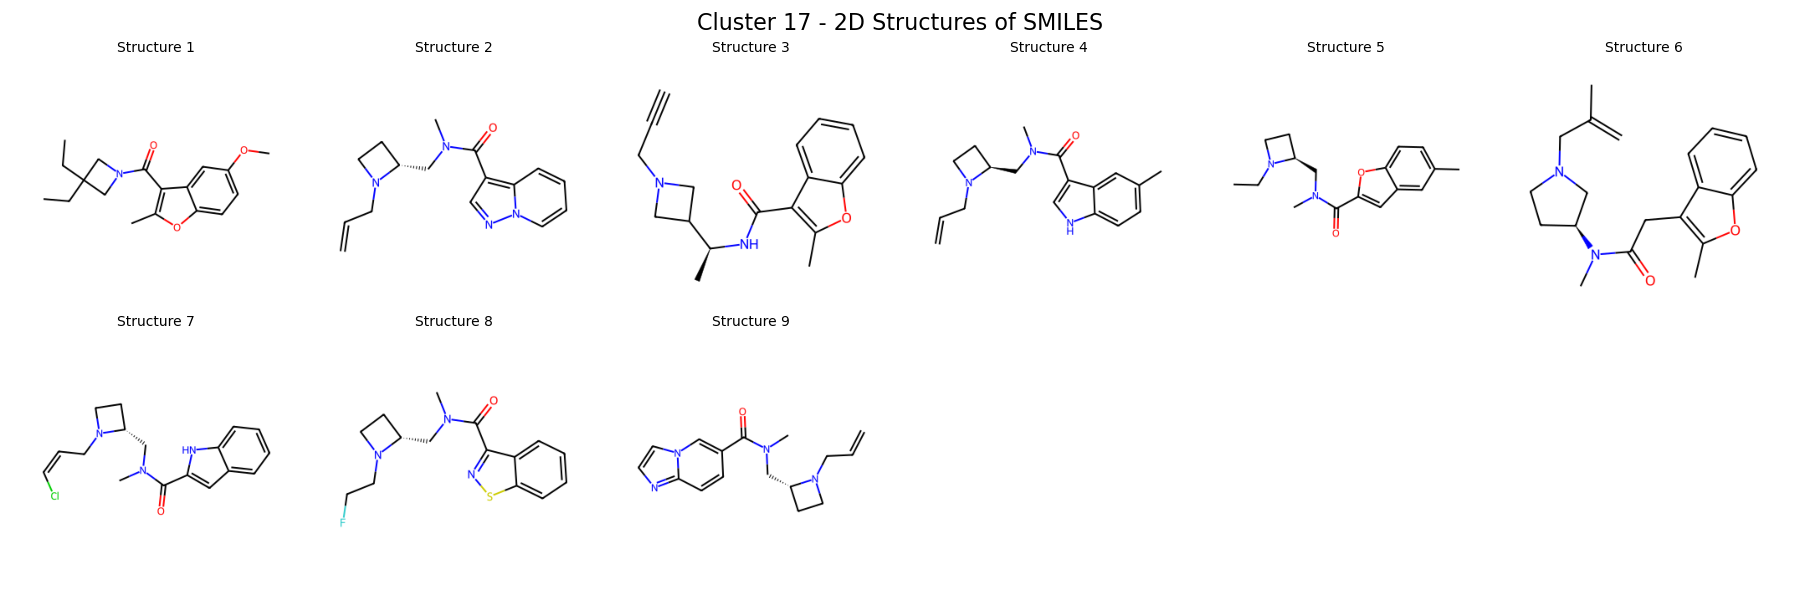 Cluster 17 - 2D Structures of SMILES
Structure 1
Structure 2
Structure 3
Structure 4
Structure 5
Structure 6
O
N
O
O
N
O
N
N
N
N
O
NH
O
N
O
N
NH
N
O
N
O
N
N
O
O
Structure 7
Structure 8
Structure 9
N
HN
N
O
Cl
N
O
N
N
S
F
O
N
N
N
N